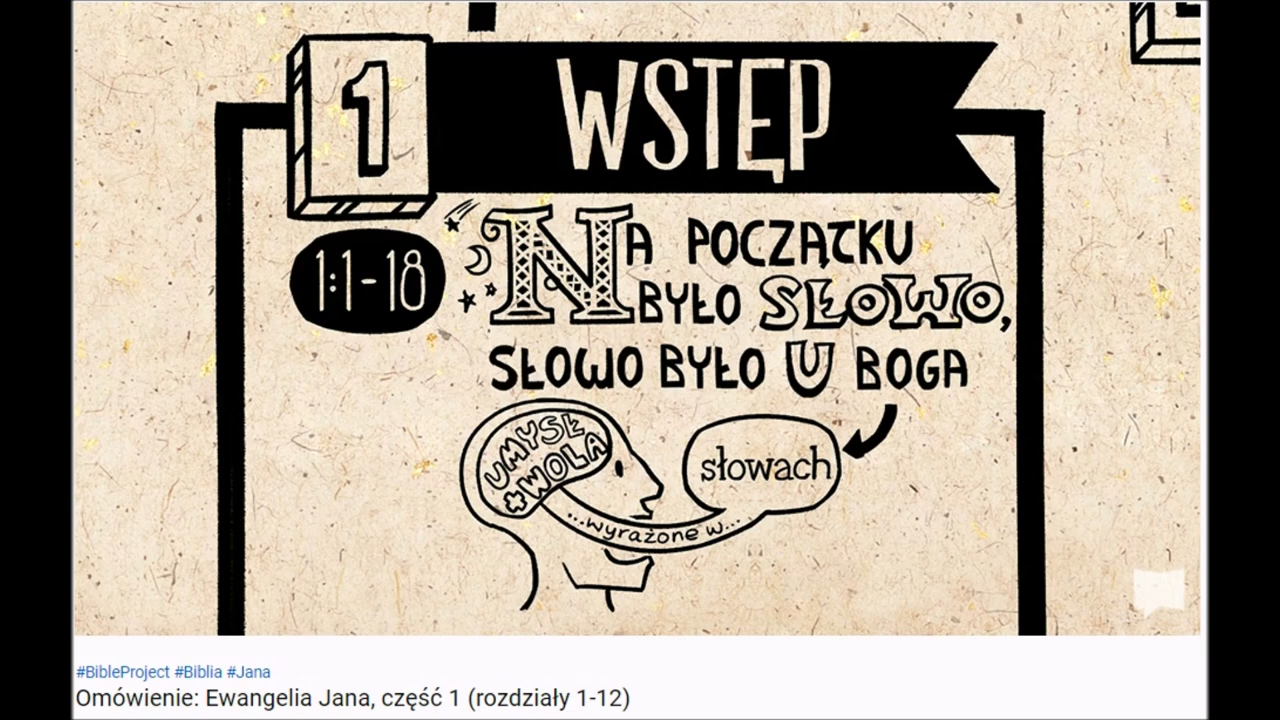 1 WSTĘP
1:1-18
NA POCZĄTKU
BYŁO SŁOWO,
SŁOWO BYŁO U BOGA
UMYSŁ
+WOLA
słowach
...wyrażone w...
#BibleProject #Biblia #Jana
Omówienie: Ewangelia Jana, część 1 (rozdziały 1-12)